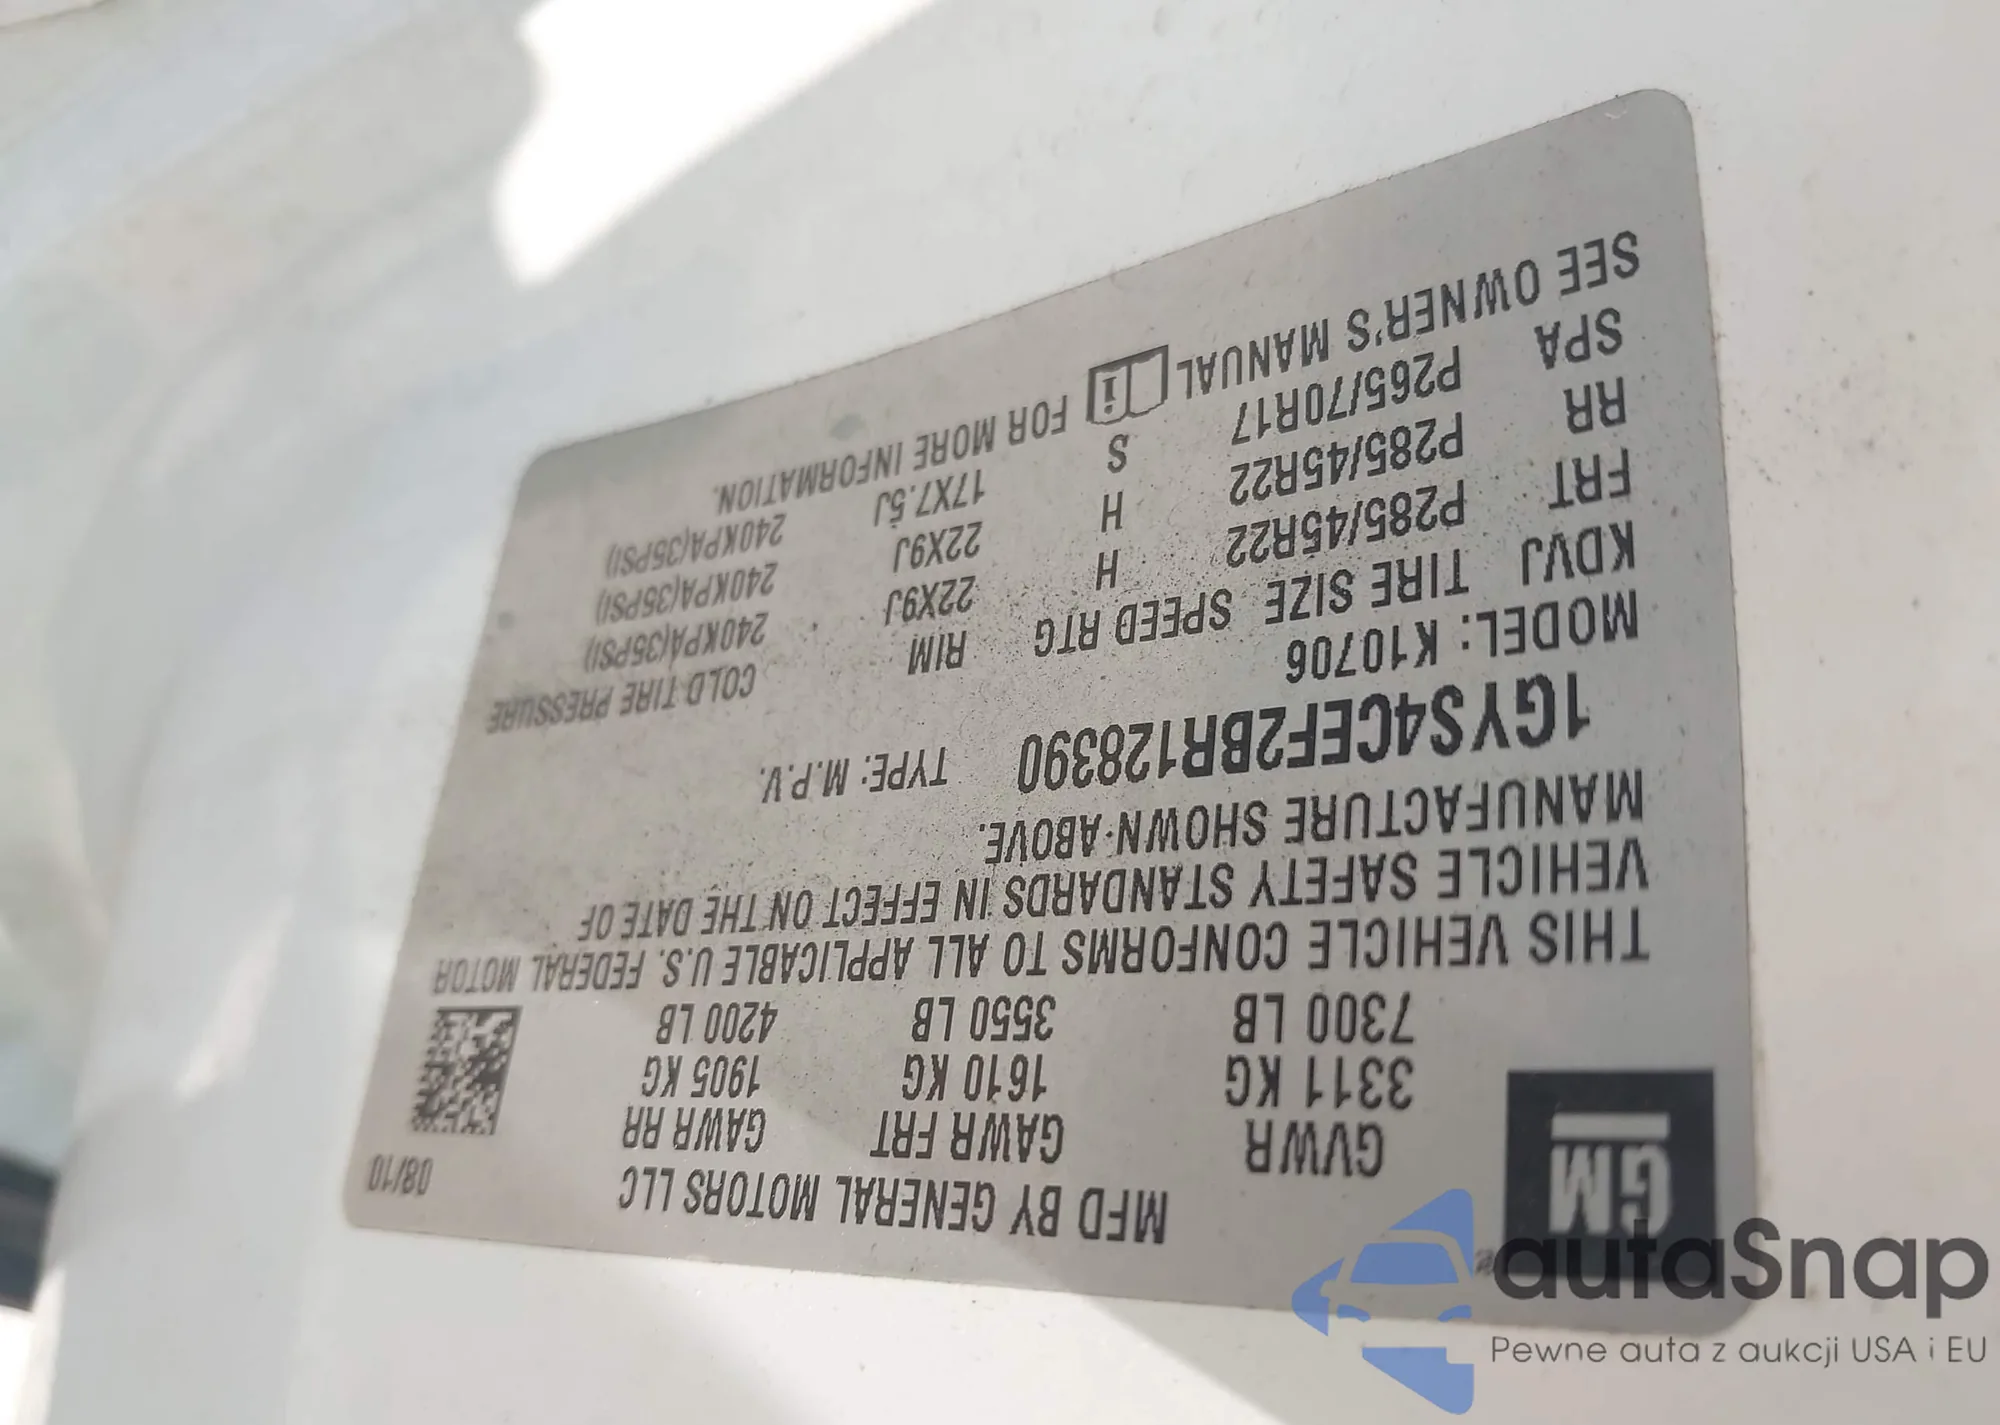 GM
MFD BY GENERAL MOTORS LLC
08/10
GVWR GAWR FRT GAWR RR
3311 KG 1610 KG 1905 KG
7300 LB 3550 LB 4200 LB
THIS VEHICLE CONFORMS TO ALL APPLICABLE U.S. FEDERAL MOTOR
VEHICLE SAFETY STANDARDS IN EFFECT ON THE DATE OF
MANUFACTURE SHOWN ABOVE.
1GYS4CEF2BR128390 TYPE: M.P.V.
MODEL: K10706
KDVJ TIRE SIZE SPEED RTG RIM COLD TIRE PRESSURE
FRT P285/45R22 H 22X9J 240KPA(35PSI)
RR P285/45R22 H 22X9J 240KPA(35PSI)
SPA P265/70R17 S 17X7.5J 240KPA(35PSI)
SEE OWNER'S MANUAL i FOR MORE INFORMATION.
autaSnap
Pewne auta z aukcji USA i EU